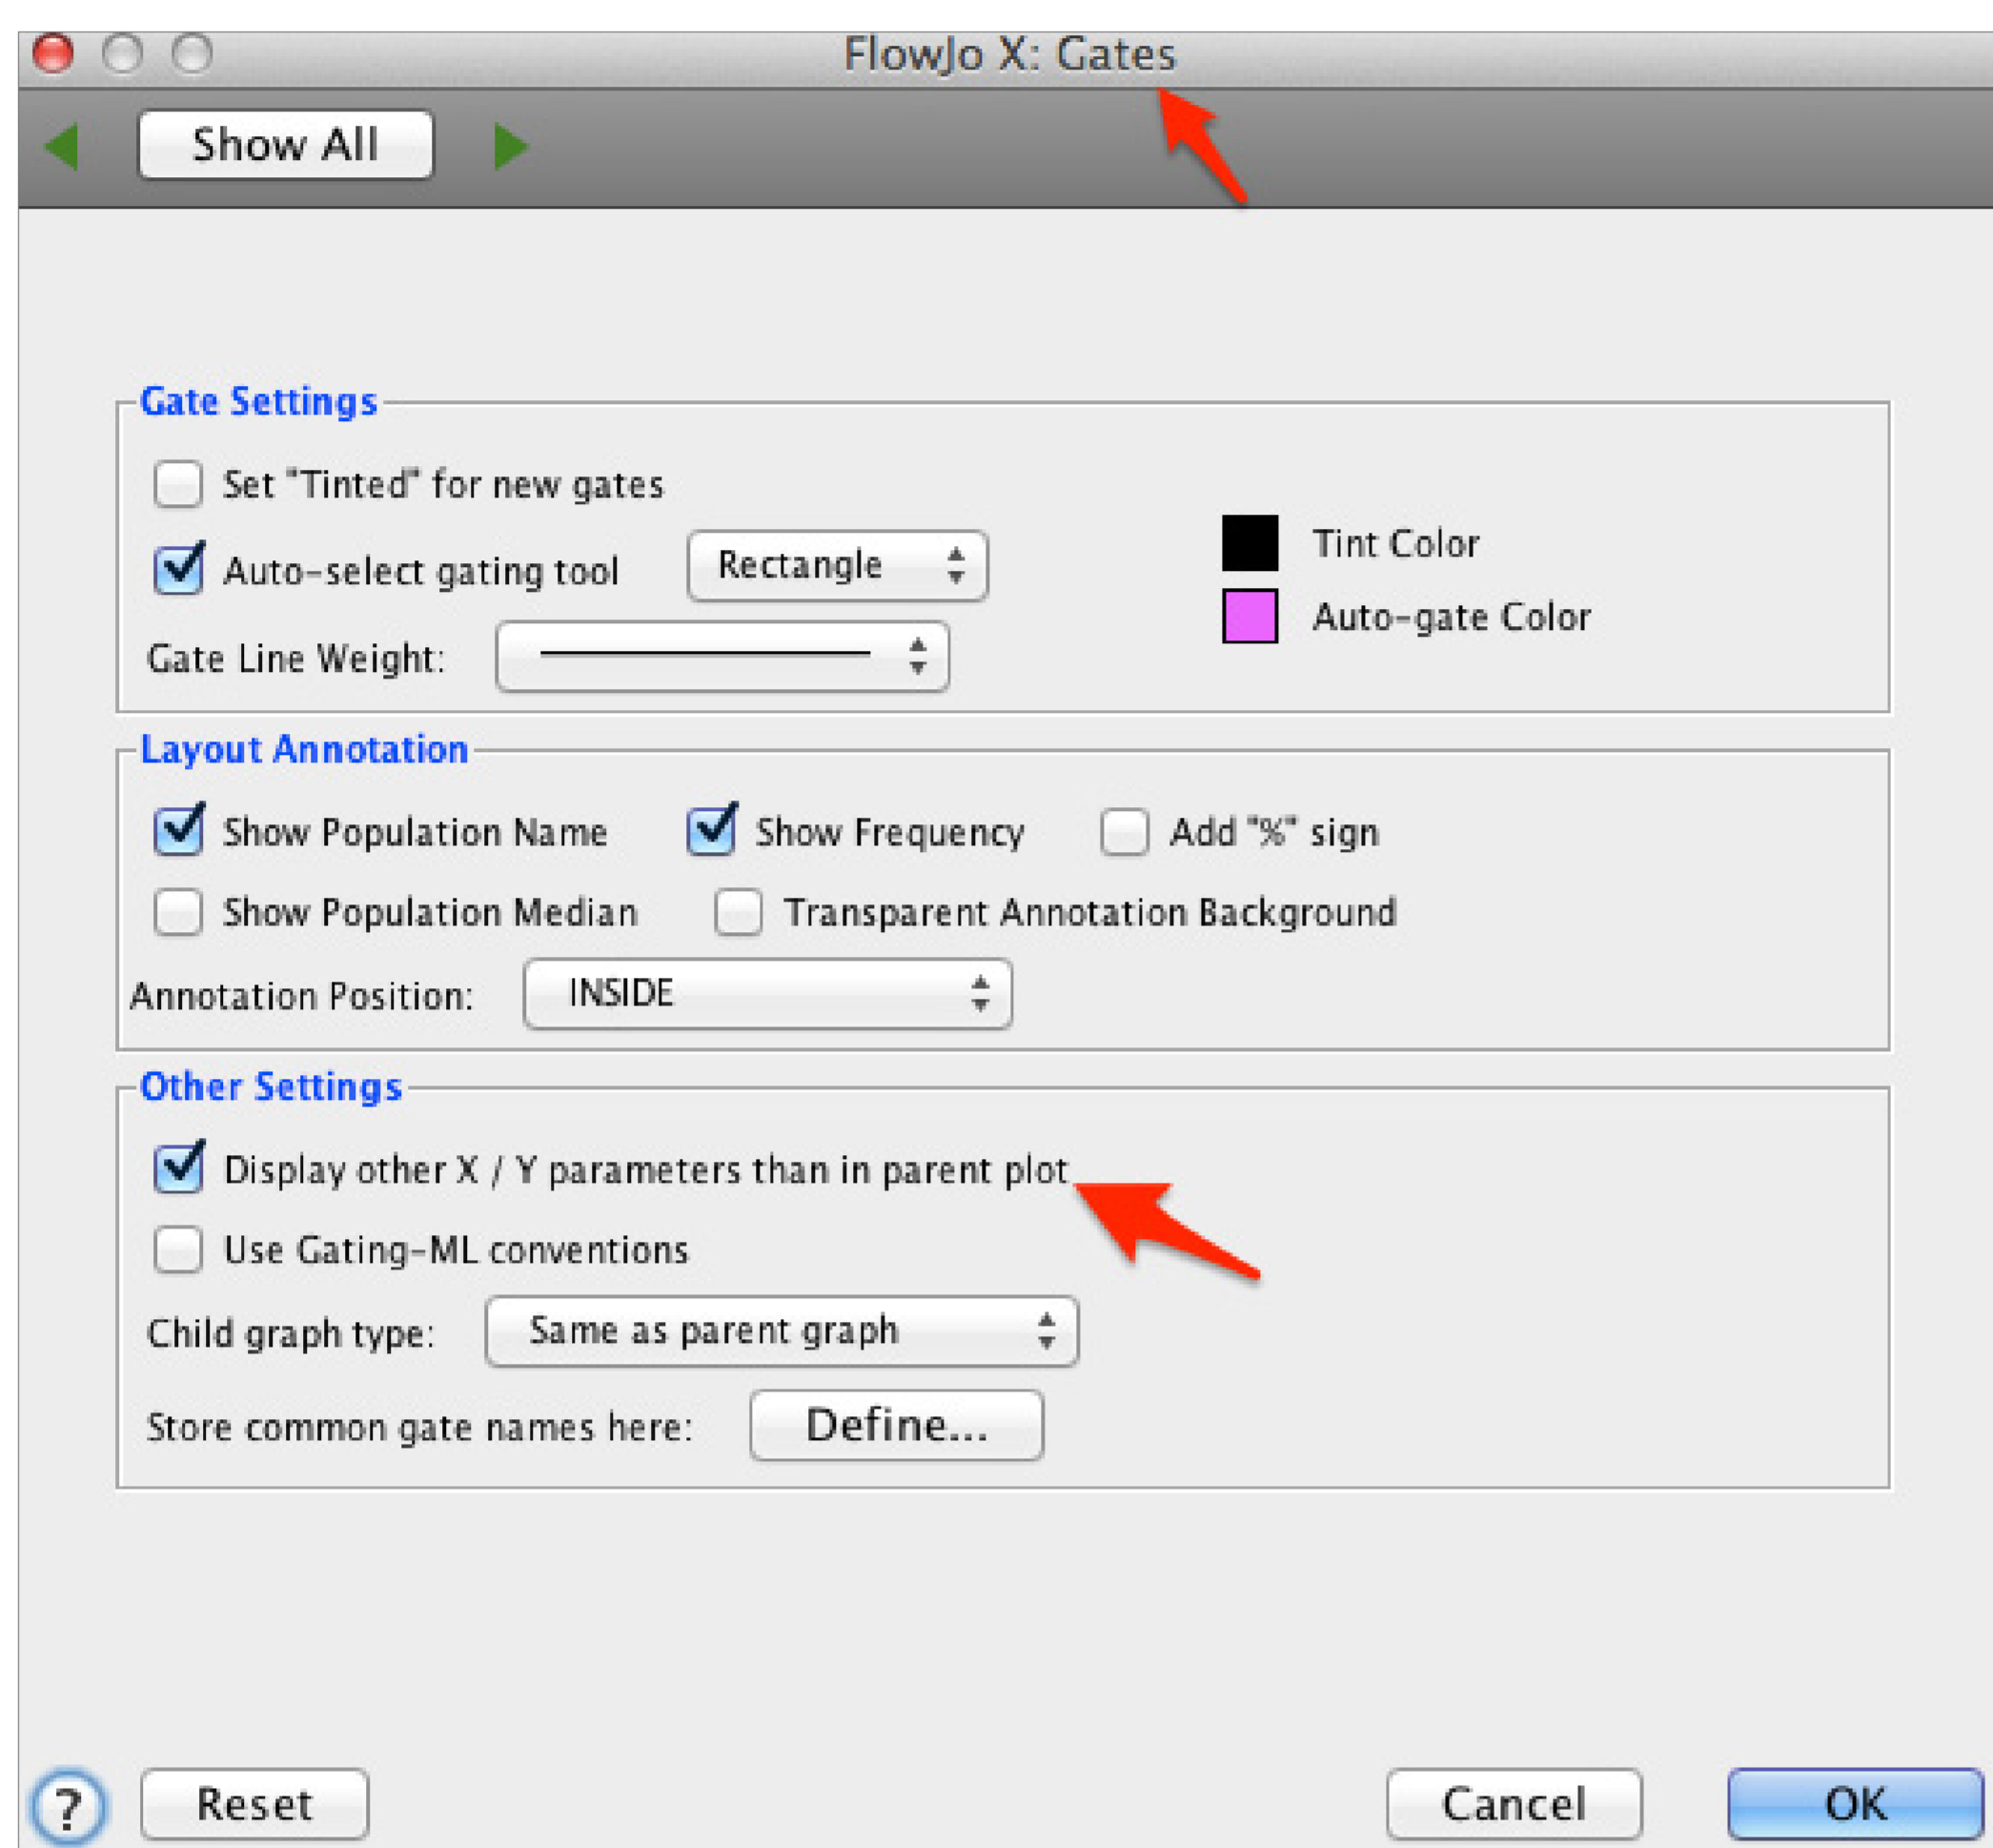 FlowJo X: Gates
Show All
Gate Settings
Set "Tinted" for new gates
Auto-select gating tool Rectangle
Tint Color
Auto-gate Color
Gate Line Weight:
Layout Annotation
Show Population Name Show Frequency Add "%" sign
Show Population Median Transparent Annotation Background
Annotation Position: INSIDE
Other Settings
Display other X / Y parameters than in parent plot
Use Gating-ML conventions
Child graph type: Same as parent graph
Store common gate names here: Define...
? Reset Cancel OK